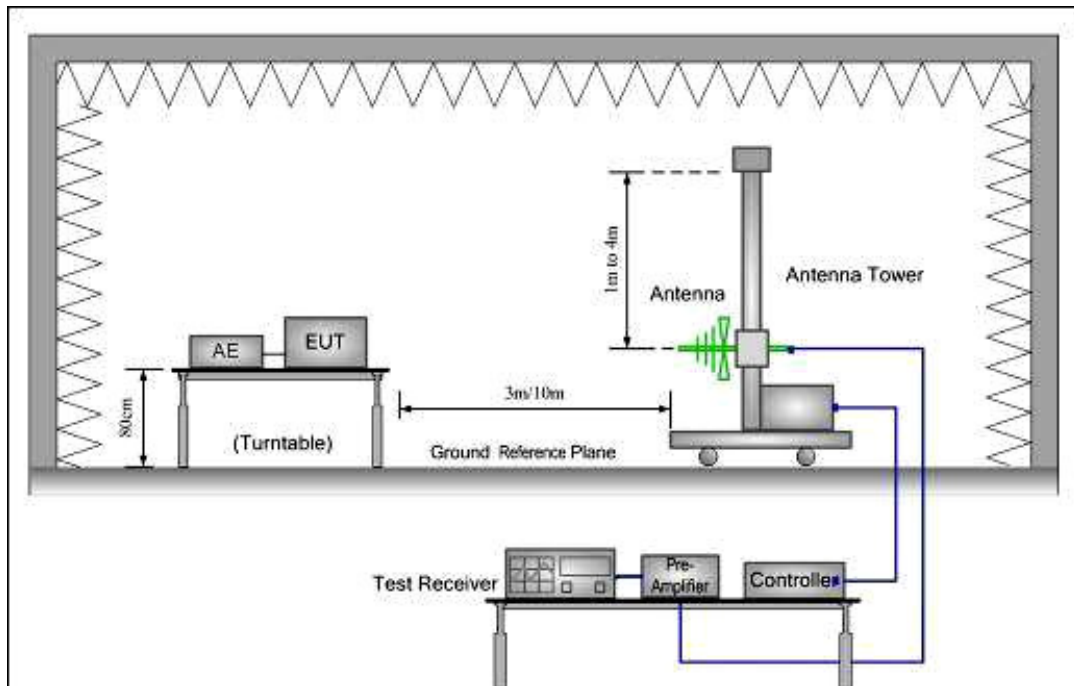 1m to 4m
Antenna Tower
Antenna
AE
EUT
3m/10m
80cm
(Turntable)
Ground Reference Plane
Test Receiver
Pre-
Amplifier
Controller